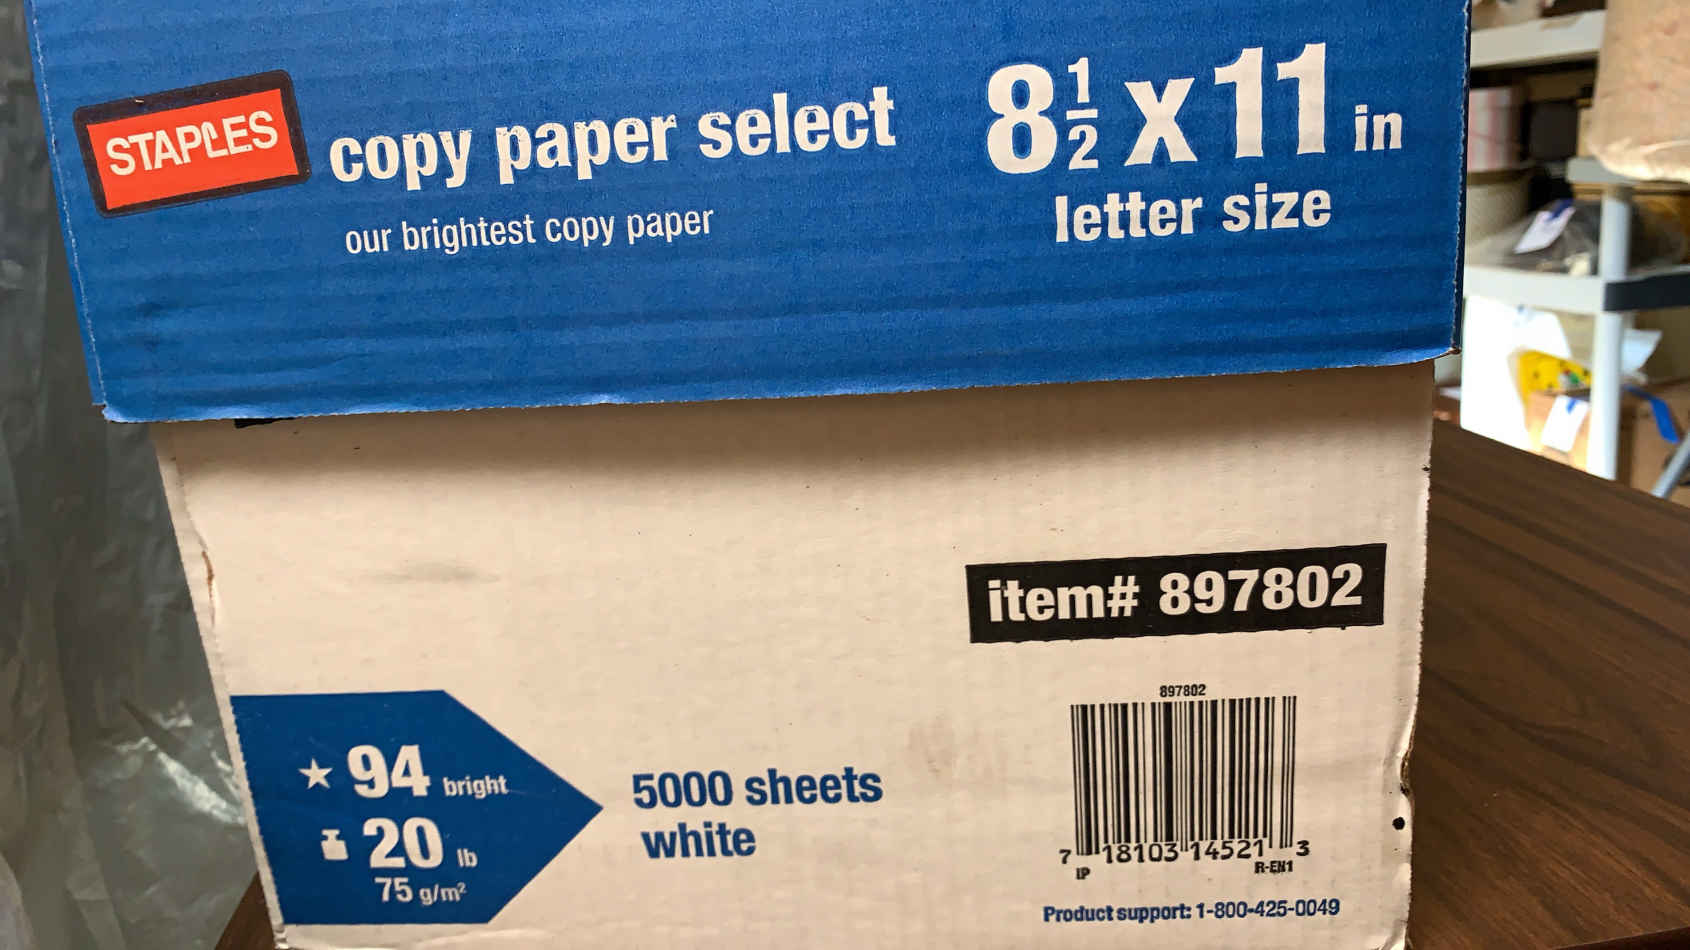 STAPLES
copy paper select
our brightest copy paper
8½ x 11 in
letter size
item# 897802
94 bright
20 lb
75 g/m²
5000 sheets
white
897802
7 18103 14521 3
IP R-EN1
Product support: 1-800-425-0049